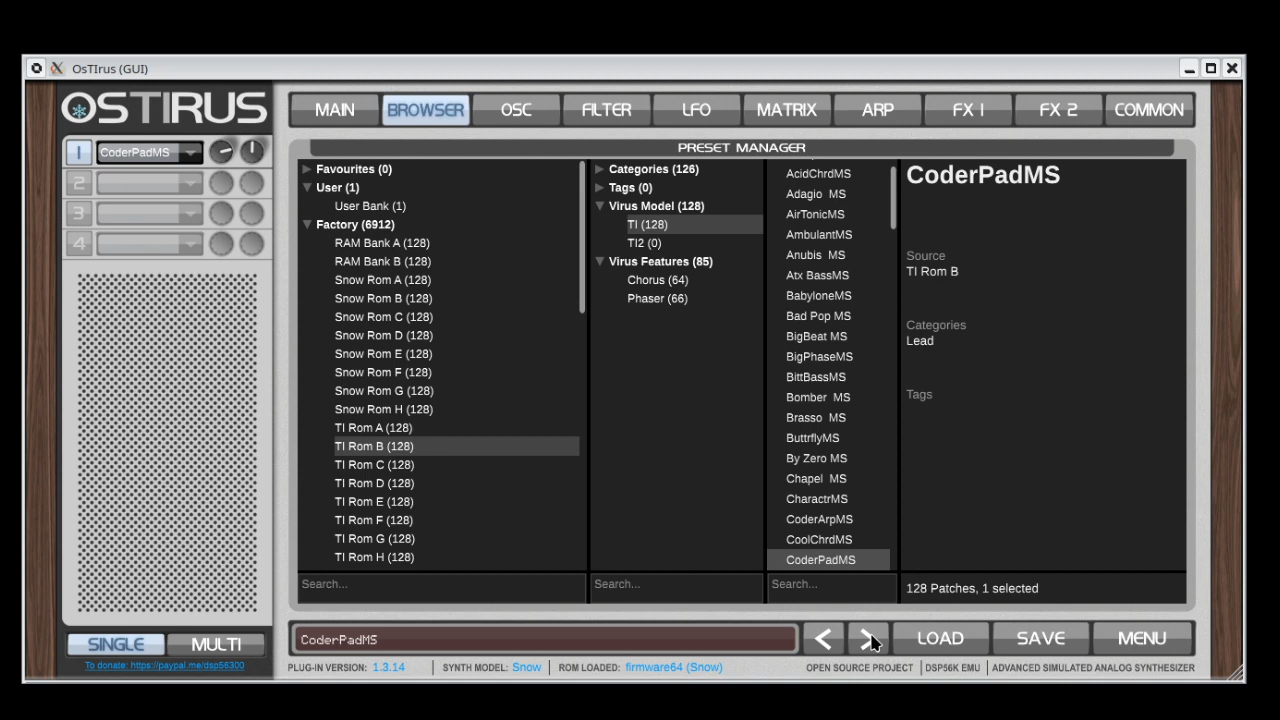 OsTIrus (GUI)
OSTIRUS
MAIN
BROWSER
OSC
FILTER
LFO
MATRIX
ARP
FX 1
FX 2
COMMON
1
CoderPadMS
2
3
4
PRESET MANAGER
Favourites (0)
User (1)
User Bank (1)
Factory (6912)
RAM Bank A (128)
RAM Bank B (128)
Snow Rom A (128)
Snow Rom B (128)
Snow Rom C (128)
Snow Rom D (128)
Snow Rom E (128)
Snow Rom F (128)
Snow Rom G (128)
Snow Rom H (128)
TI Rom A (128)
TI Rom B (128)
TI Rom C (128)
TI Rom D (128)
TI Rom E (128)
TI Rom F (128)
TI Rom G (128)
TI Rom H (128)
Search...
Categories (126)
Tags (0)
Virus Model (128)
TI (128)
TI2 (0)
Virus Features (85)
Chorus (64)
Phaser (66)
Search...
AcidChrdMS
Adagio  MS
AirTonicMS
AmbulantMS
Anubis  MS
Atx BassMS
BabyloneMS
Bad Pop MS
BigBeat MS
BigPhaseMS
BittBassMS
Bomber  MS
Brasso  MS
ButtrflyMS
By Zero MS
Chapel  MS
CharactrMS
CoderArpMS
CoolChrdMS
CoderPadMS
Search...
CoderPadMS
Source
TI Rom B
Categories
Lead
Tags
128 Patches, 1 selected
SINGLE
MULTI
To donate: https://paypal.me/dsp56300
CoderPadMS
<
>
LOAD
SAVE
MENU
PLUG-IN VERSION: 1.3.14
SYNTH MODEL: Snow
ROM LOADED: firmware64 (Snow)
OPEN SOURCE PROJECT
DSP56K EMU
ADVANCED SIMULATED ANALOG SYNTHESIZER